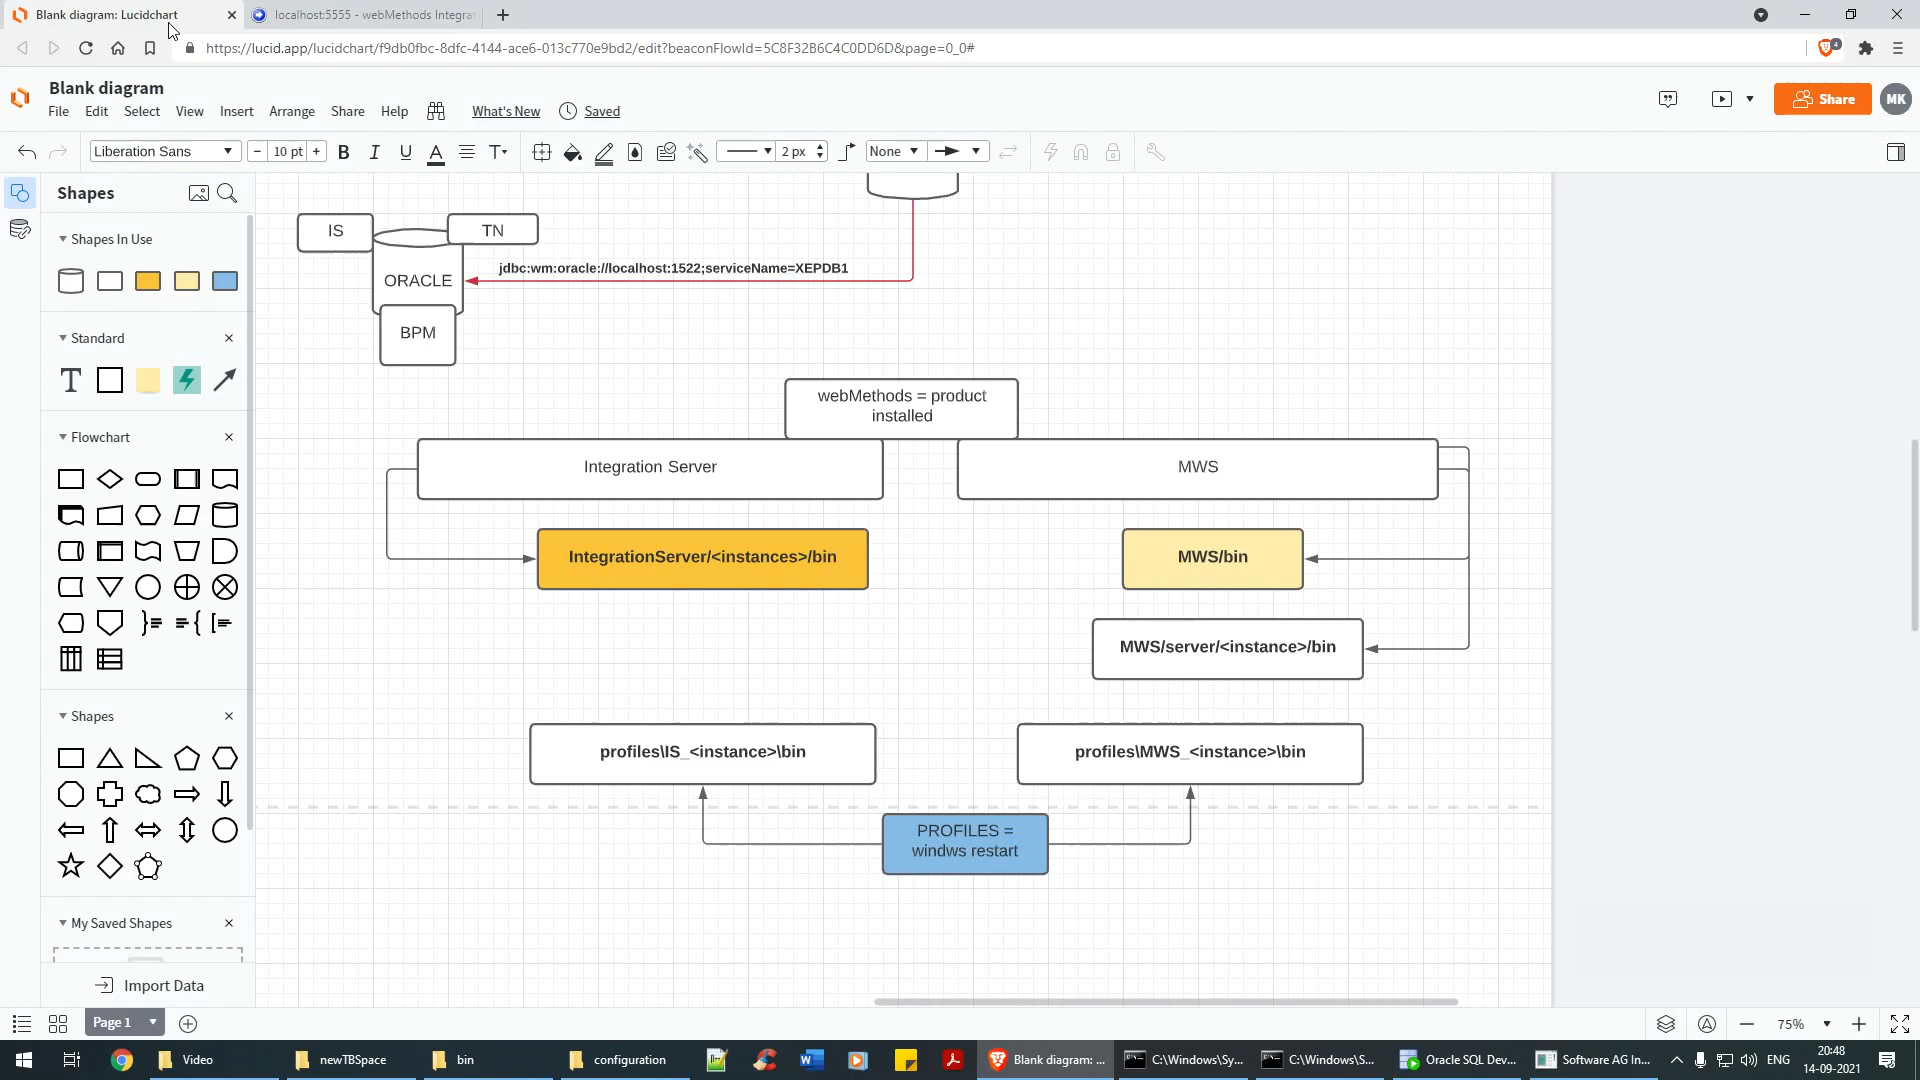 Blank diagram: Lucidchart
localhost:5555 - webMethods Integrat
https://lucid.app/lucidchart/f9db0fbc-8dfc-4144-ace6-013c770e9bd2/edit?beaconFlowId=5C8F32B6C4C0DD6D&page=0_0#
4
Blank diagram
File Edit Select View Insert Arrange Share Help What's New Saved
Share
MK
Liberation Sans
10 pt
2 px
None
Shapes
Shapes In Use
Standard
Flowchart
Shapes
My Saved Shapes
Import Data
IS
TN
ORACLE
jdbc:wm:oracle://localhost:1522;serviceName=XEPDB1
BPM
webMethods = product
installed
Integration Server
MWS
IntegrationServer/<instances>/bin
MWS/bin
MWS/server/<instance>/bin
profiles\IS_<instance>\bin
profiles\MWS_<instance>\bin
PROFILES =
windws restart
Page 1
75%
Video
newTBSpace
bin
configuration
Blank diagram: ...
C:\Windows\Sy...
C:\Windows\S...
Oracle SQL Dev...
Software AG In...
ENG
20:48
14-09-2021